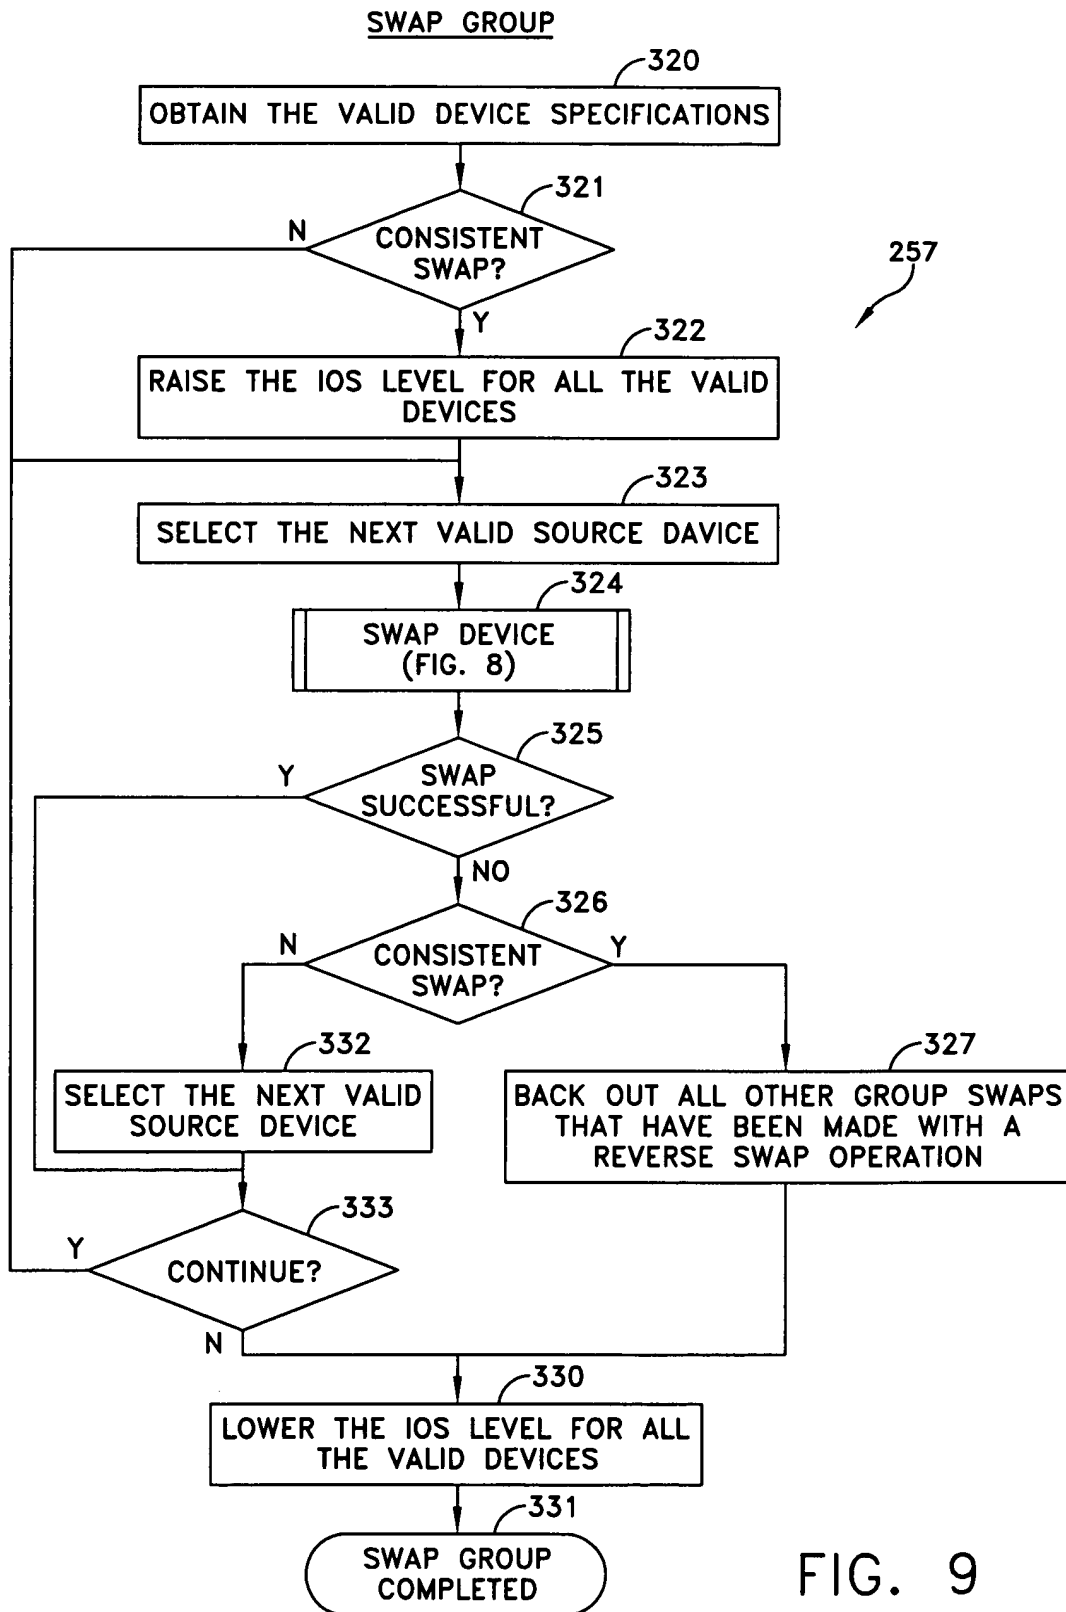 SWAP GROUP
320
OBTAIN THE VALID DEVICE SPECIFICATIONS
321
N
CONSISTENT
SWAP?
257
Y
322
RAISE THE IOS LEVEL FOR ALL THE VALID
DEVICES
323
SELECT THE NEXT VALID SOURCE DAVICE
324
SWAP DEVICE
(FIG. 8)
325
Y
SWAP
SUCCESSFUL?
NO
326
N
CONSISTENT
SWAP?
Y
332
SELECT THE NEXT VALID
SOURCE DEVICE
327
BACK OUT ALL OTHER GROUP SWAPS
THAT HAVE BEEN MADE WITH A
REVERSE SWAP OPERATION
333
Y
CONTINUE?
N
330
LOWER THE IOS LEVEL FOR ALL
THE VALID DEVICES
331
SWAP GROUP
COMPLETED
FIG. 9